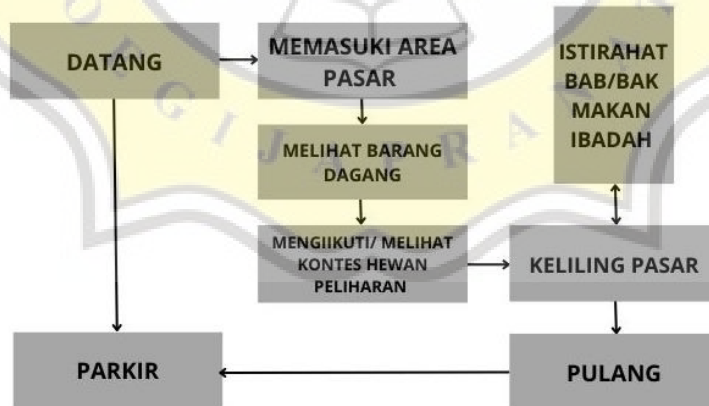 DATANG
MEMASUKI AREA
PASAR
ISTIRAHAT
BAB/BAK
MAKAN
IBADAH
MELIHAT BARANG
DAGANG
MENGIIKUTI/ MELIHAT
KONTES HEWAN
PELIHARAN
KELILING PASAR
PARKIR
PULANG